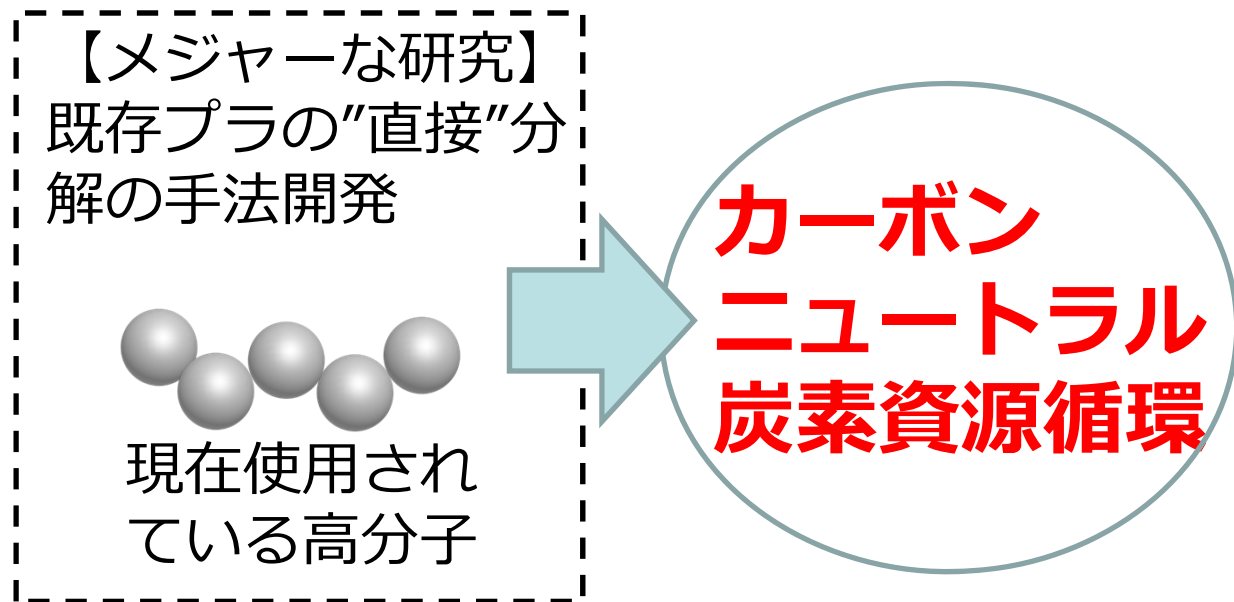 【メジャーな研究】
既存プラの”直接”分
解の手法開発
現在使用され
ている高分子
カーボン
ニュートラル
炭素資源循環